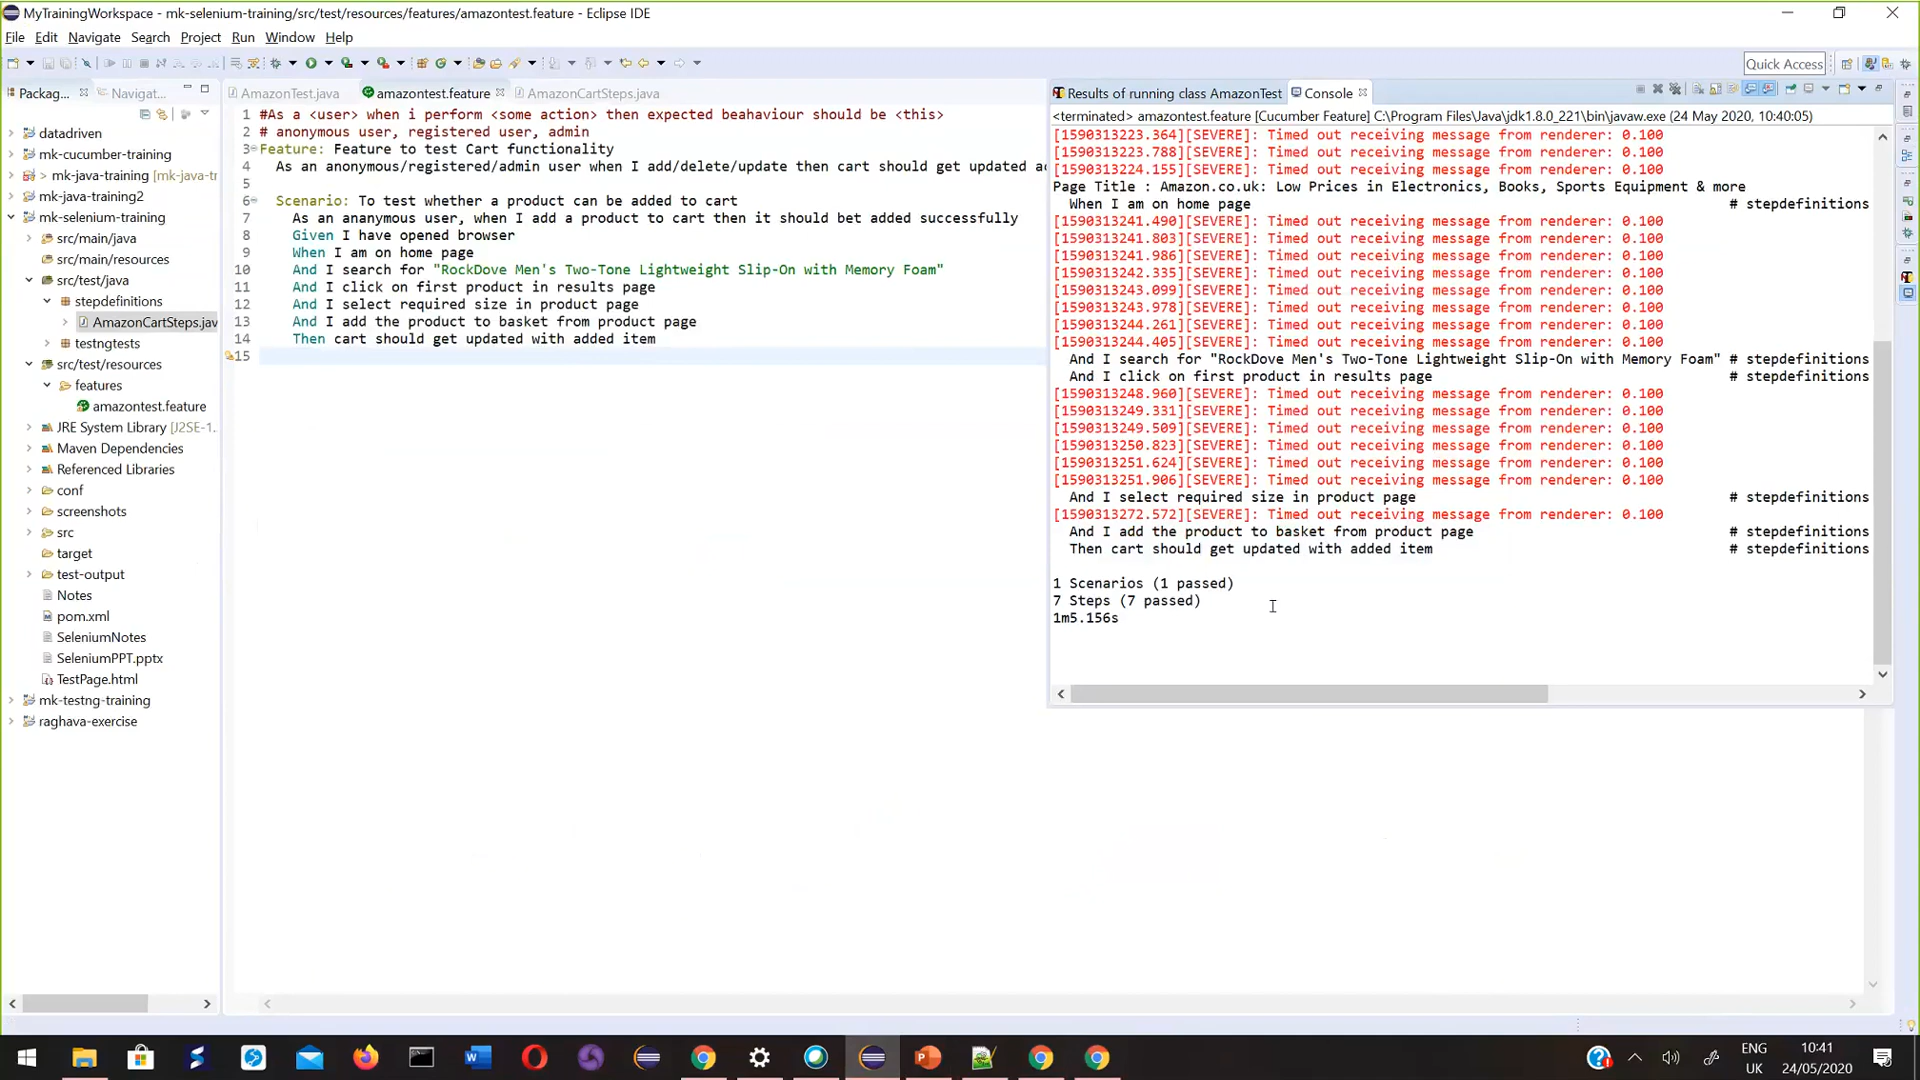 MyTrainingWorkspace - mk-selenium-training/src/test/resources/features/amazontest.feature - Eclipse IDE
File Edit Navigate Search Project Run Window Help
Quick Access
Packag...
Navigat...
datadriven
mk-cucumber-training
> mk-java-training [mk-java-tr
mk-java-training2
mk-selenium-training
src/main/java
src/main/resources
src/test/java
stepdefinitions
AmazonCartSteps.jav
testngtests
src/test/resources
features
amazontest.feature
JRE System Library [J2SE-1.
Maven Dependencies
Referenced Libraries
conf
screenshots
src
target
test-output
Notes
pom.xml
SeleniumNotes
SeleniumPPT.pptx
TestPage.html
mk-testng-training
raghava-exercise
AmazonTest.java
amazontest.feature
AmazonCartSteps.java
1 #As a <user> when i perform <some action> then expected beahaviour should be <this>
2 # anonymous user, registered user, admin
3 Feature: Feature to test Cart functionality
4 As an anonymous/registered/admin user when I add/delete/update then cart should get updated ac
5
6 Scenario: To test whether a product can be added to cart
7 As an ananymous user, when I add a product to cart then it should bet added successfully
8 Given I have opened browser
9 When I am on home page
10 And I search for "RockDove Men's Two-Tone Lightweight Slip-On with Memory Foam"
11 And I click on first product in results page
12 And I select required size in product page
13 And I add the product to basket from product page
14 Then cart should get updated with added item
15
Results of running class AmazonTest
Console
<terminated> amazontest.feature [Cucumber Feature] C:\Program Files\Java\jdk1.8.0_221\bin\javaw.exe (24 May 2020, 10:40:05)
[1590313223.364][SEVERE]: Timed out receiving message from renderer: 0.100
[1590313223.788][SEVERE]: Timed out receiving message from renderer: 0.100
[1590313224.155][SEVERE]: Timed out receiving message from renderer: 0.100
Page Title : Amazon.co.uk: Low Prices in Electronics, Books, Sports Equipment & more
When I am on home page # stepdefinitions
[1590313241.490][SEVERE]: Timed out receiving message from renderer: 0.100
[1590313241.803][SEVERE]: Timed out receiving message from renderer: 0.100
[1590313241.986][SEVERE]: Timed out receiving message from renderer: 0.100
[1590313242.335][SEVERE]: Timed out receiving message from renderer: 0.100
[1590313243.099][SEVERE]: Timed out receiving message from renderer: 0.100
[1590313243.978][SEVERE]: Timed out receiving message from renderer: 0.100
[1590313244.261][SEVERE]: Timed out receiving message from renderer: 0.100
[1590313244.405][SEVERE]: Timed out receiving message from renderer: 0.100
And I search for "RockDove Men's Two-Tone Lightweight Slip-On with Memory Foam" # stepdefinitions
And I click on first product in results page # stepdefinitions
[1590313248.960][SEVERE]: Timed out receiving message from renderer: 0.100
[1590313249.331][SEVERE]: Timed out receiving message from renderer: 0.100
[1590313249.509][SEVERE]: Timed out receiving message from renderer: 0.100
[1590313250.823][SEVERE]: Timed out receiving message from renderer: 0.100
[1590313251.624][SEVERE]: Timed out receiving message from renderer: 0.100
[1590313251.906][SEVERE]: Timed out receiving message from renderer: 0.100
And I select required size in product page # stepdefinitions
[1590313272.572][SEVERE]: Timed out receiving message from renderer: 0.100
And I add the product to basket from product page # stepdefinitions
Then cart should get updated with added item # stepdefinitions
1 Scenarios (1 passed)
7 Steps (7 passed)
1m5.156s
ENG
UK
10:41
24/05/2020